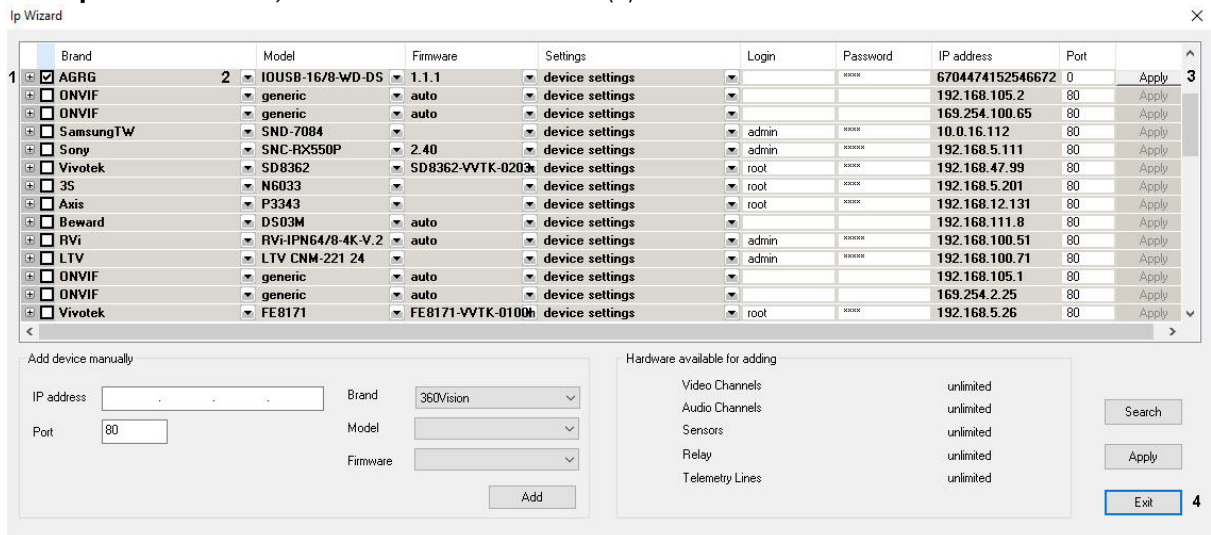 Ip Wizard
Brand Model Firmware Settings Login Password IP address Port
1 AGRG 2 IOUSB-16/8-WD-DS 1.1.1 device settings **** 6704474152546672 0 Apply 3
ONVIF generic auto device settings 192.168.105.2 80 Apply
ONVIF generic auto device settings 169.254.100.65 80 Apply
SamsungTW SND-7084 device settings admin **** 10.0.16.112 80 Apply
Sony SNC-RX550P 2.40 device settings admin ***** 192.168.5.111 80 Apply
Vivotek SD8362 SD8362-VVTK-0203 device settings root **** 192.168.47.99 80 Apply
3S N6033 device settings root **** 192.168.5.201 80 Apply
Axis P3343 device settings root **** 192.168.12.131 80 Apply
Beward DS03M auto device settings 192.168.111.8 80 Apply
RVi RVi-IPN64/8-4K-V.2 auto device settings admin ***** 192.168.100.51 80 Apply
LTV LTV CNM-221 24 device settings admin ***** 192.168.100.71 80 Apply
ONVIF generic auto device settings 192.168.105.1 80 Apply
ONVIF generic auto device settings 169.254.2.25 80 Apply
Vivotek FE8171 FE8171-VVTK-0100 device settings root **** 192.168.5.26 80 Apply
Add device manually
IP address . . .
Port 80
Brand 360Vision
Model
Firmware
Add
Hardware available for adding
Video Channels unlimited
Audio Channels unlimited
Sensors unlimited
Relay unlimited
Telemetry Lines unlimited
Search
Apply
Exit 4